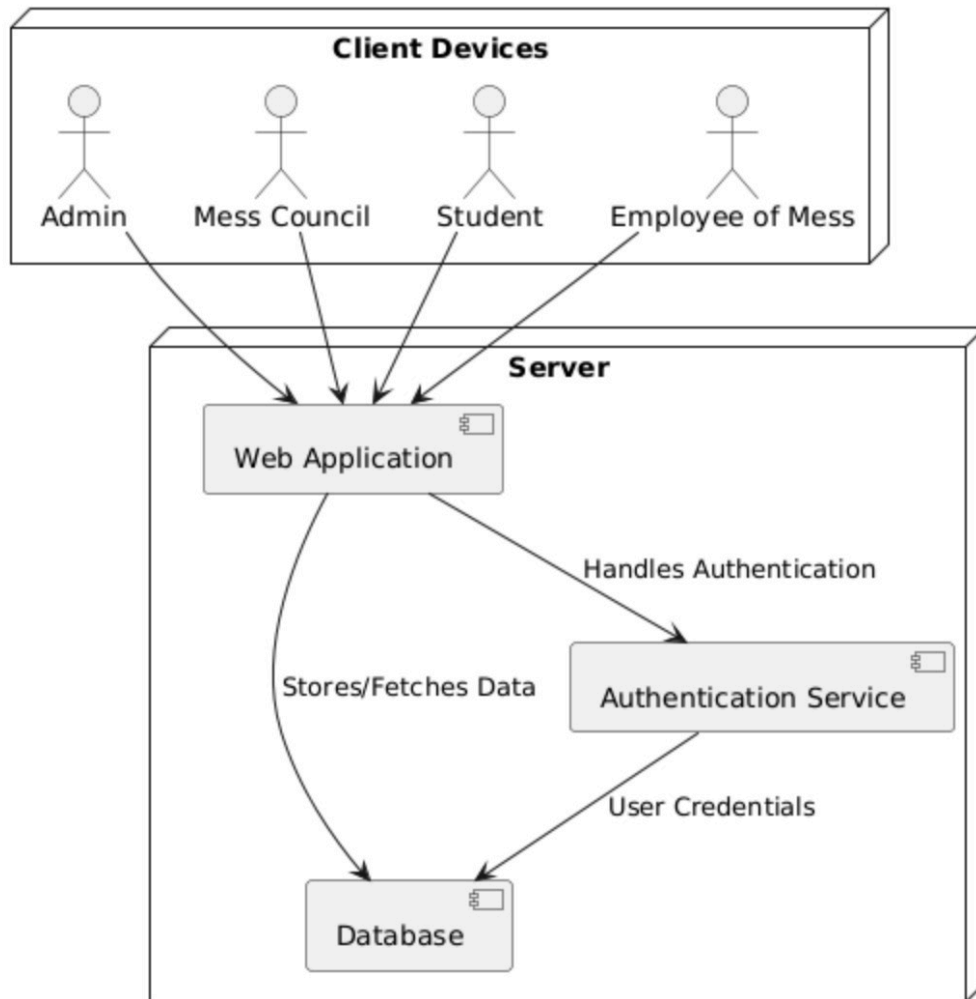 Client Devices
Admin
Mess Council
Student
Employee of Mess
Server
Web Application
Handles Authentication
Stores/Fetches Data
Authentication Service
User Credentials
Database